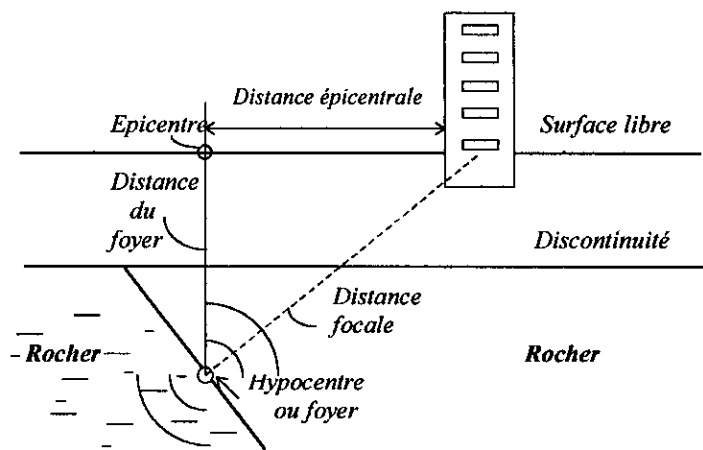 Distance épicentrale
Epicentre
Surface libre
Distance
du
foyer
Discontinuité
Distance
focale
Rocher
Rocher
Hypocentre
ou foyer